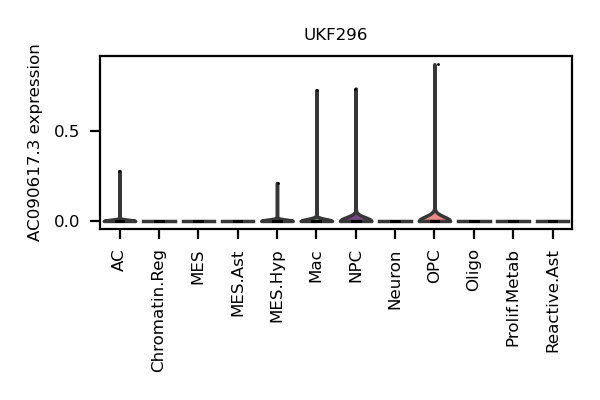 UKF296
AC090617.3 expression
0.5
0.0
AC
Chromatin.Reg
MES
MES.Ast
MES.Hyp
Mac
NPC
Neuron
OPC
Oligo
Prolif.Metab
Reactive.Ast